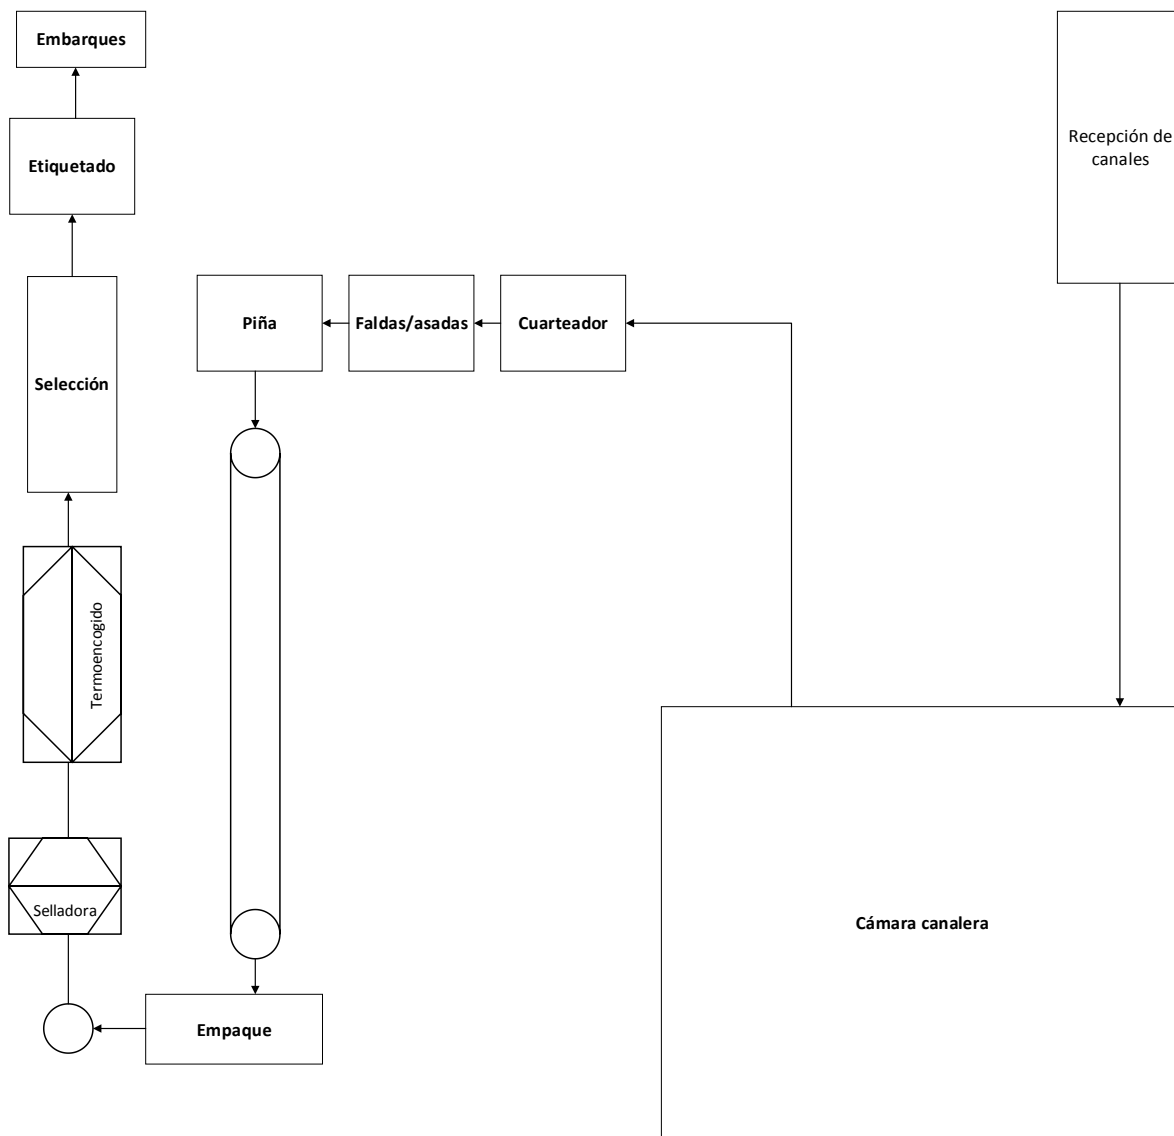 Embarques
Recepción de
canales
Etiquetado
Piña
Faldas/asadas
Cuarteador
Selección
Termoencogido
Selladora
Cámara canalera
Empaque